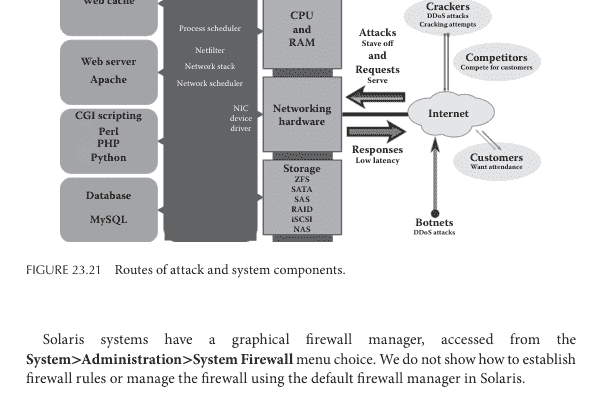 Web cache
Web server
Apache
CGI scripting
Perl
PHP
Python
Database
MySQL
Process scheduler
Netfilter
Network stack
Network scheduler
NIC
device
driver
CPU
and
RAM
Networking
hardware
Storage
ZFS
SATA
SAS
RAID
iSCSI
NAS
Attacks
Stave off
and
Requests
Serve
Responses
Low latency
Crackers
DDoS attacks
Cracking attempts
Competitors
Compete for customers
Internet
Customers
Want attendance
Botnets
DDoS attacks
FIGURE 23.21 Routes of attack and system components.
Solaris systems have a graphical firewall manager, accessed from the
System>Administration>System Firewall menu choice. We do not show how to establish
firewall rules or manage the firewall using the default firewall manager in Solaris.